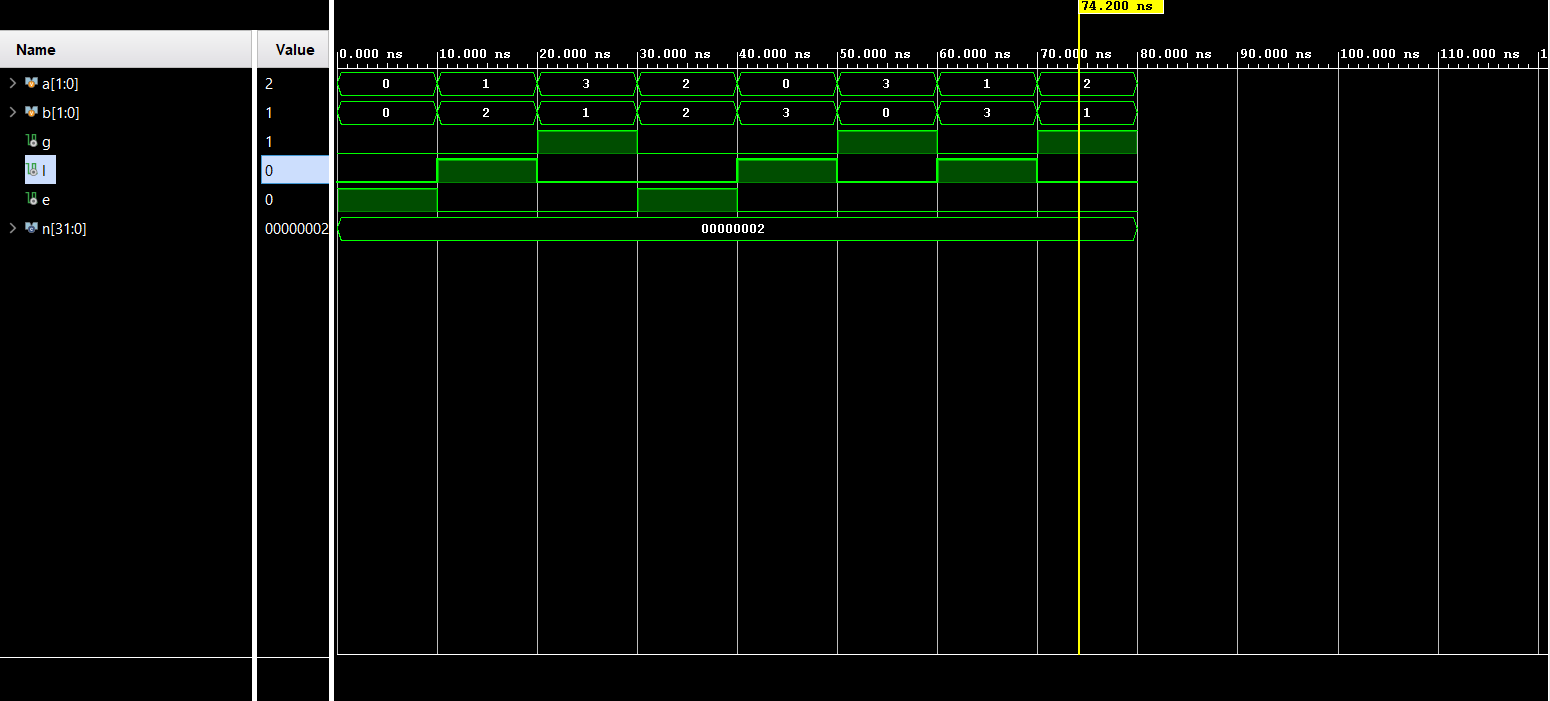 74.200 ns
Name Value 0.000 ns 10.000 ns 20.000 ns 30.000 ns 40.000 ns 50.000 ns 60.000 ns 70.000 ns 80.000 ns 90.000 ns 100.000 ns 110.000 ns 1
a[1:0] 2 0 1 3 2 0 3 1 2
b[1:0] 1 0 2 1 2 3 0 3 1
g 1
l 0
e 0
n[31:0] 00000002 00000002